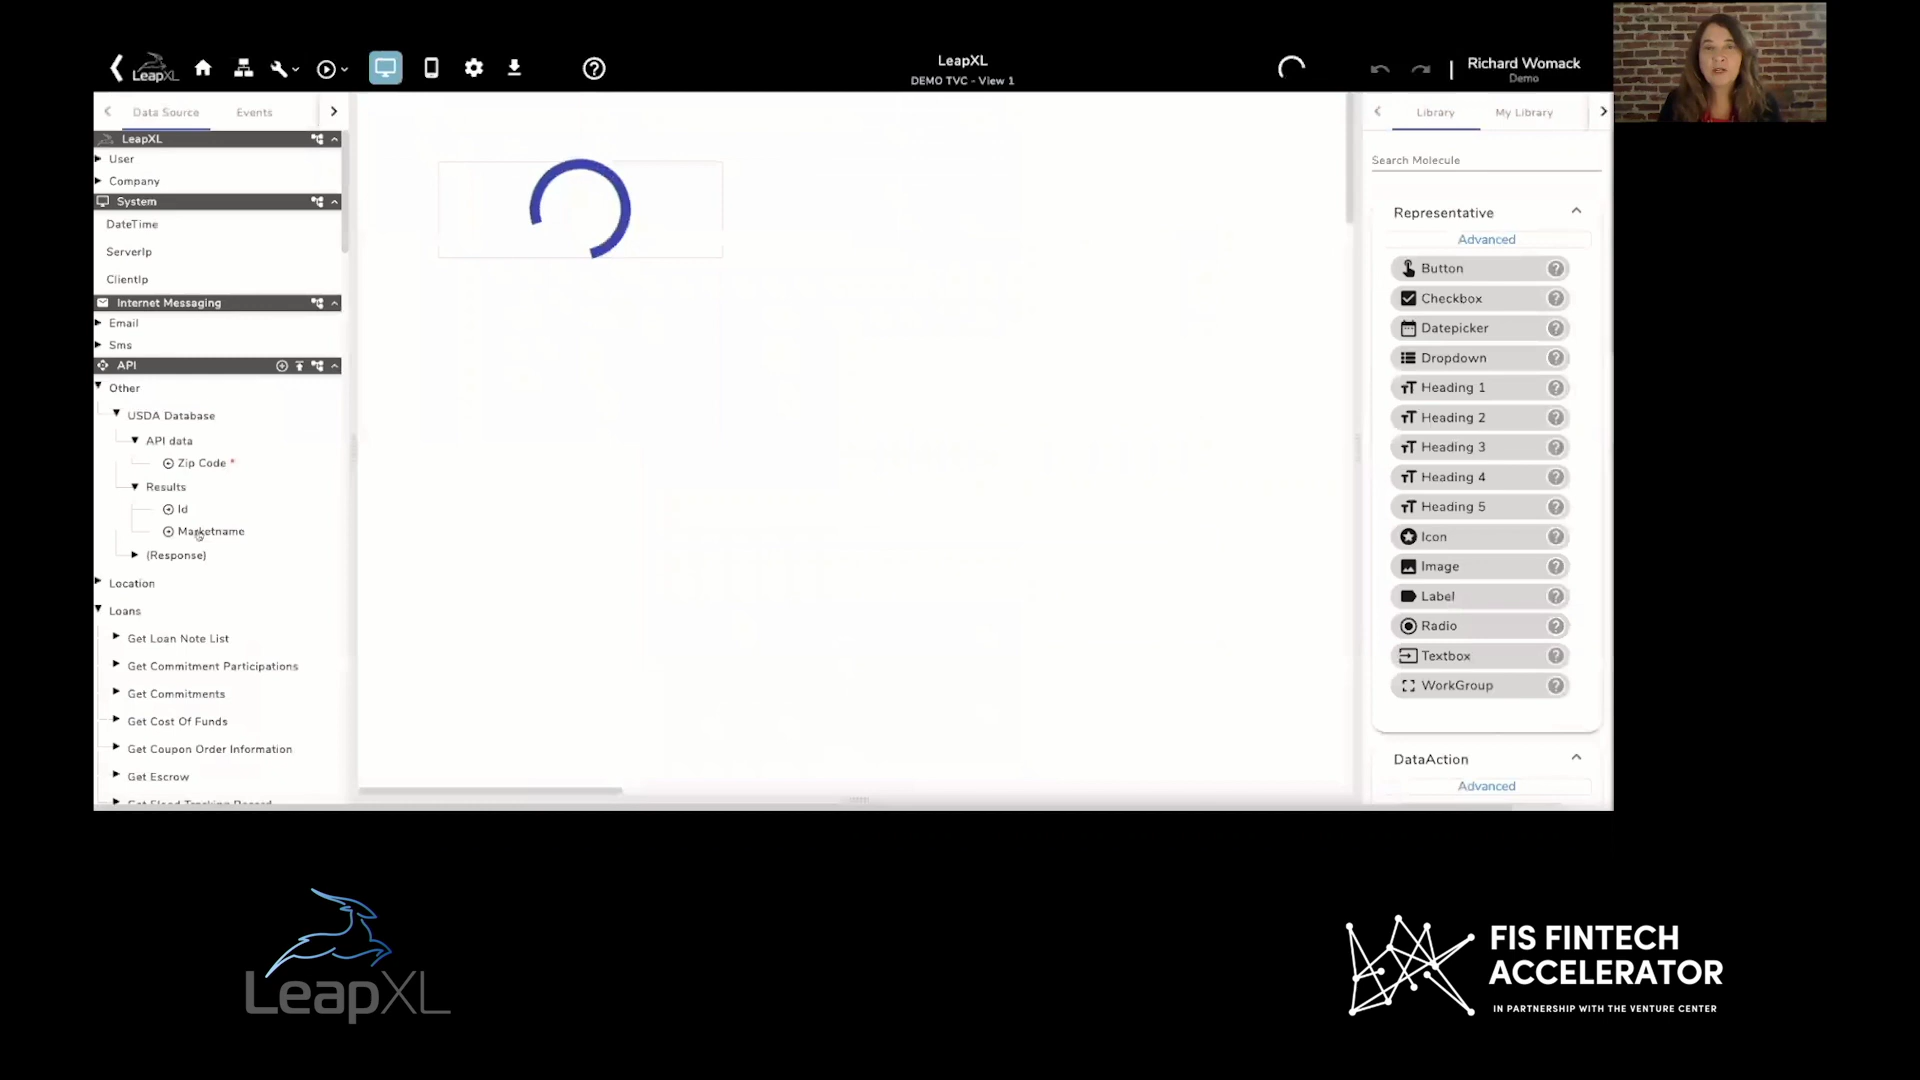 LeapXL
LeapXL
DEMO TVC - View 1
Richard Womack
Demo
Data Source
Events
LeapXL
User
Company
System
DateTime
ServerIp
ClientIp
Internet Messaging
Email
Sms
API
Other
USDA Database
API data
Zip Code *
Results
Id
Marketname
(Response)
Location
Loans
Get Loan Note List
Get Commitment Participations
Get Commitments
Get Cost Of Funds
Get Coupon Order Information
Get Escrow
Get Flood Tracking Record
Library
My Library
Search Molecule
Representative
Advanced
Button
Checkbox
Datepicker
Dropdown
Heading 1
Heading 2
Heading 3
Heading 4
Heading 5
Icon
Image
Label
Radio
Textbox
WorkGroup
DataAction
Advanced
LeapXL
FIS FINTECH
ACCELERATOR
IN PARTNERSHIP WITH THE VENTURE CENTER